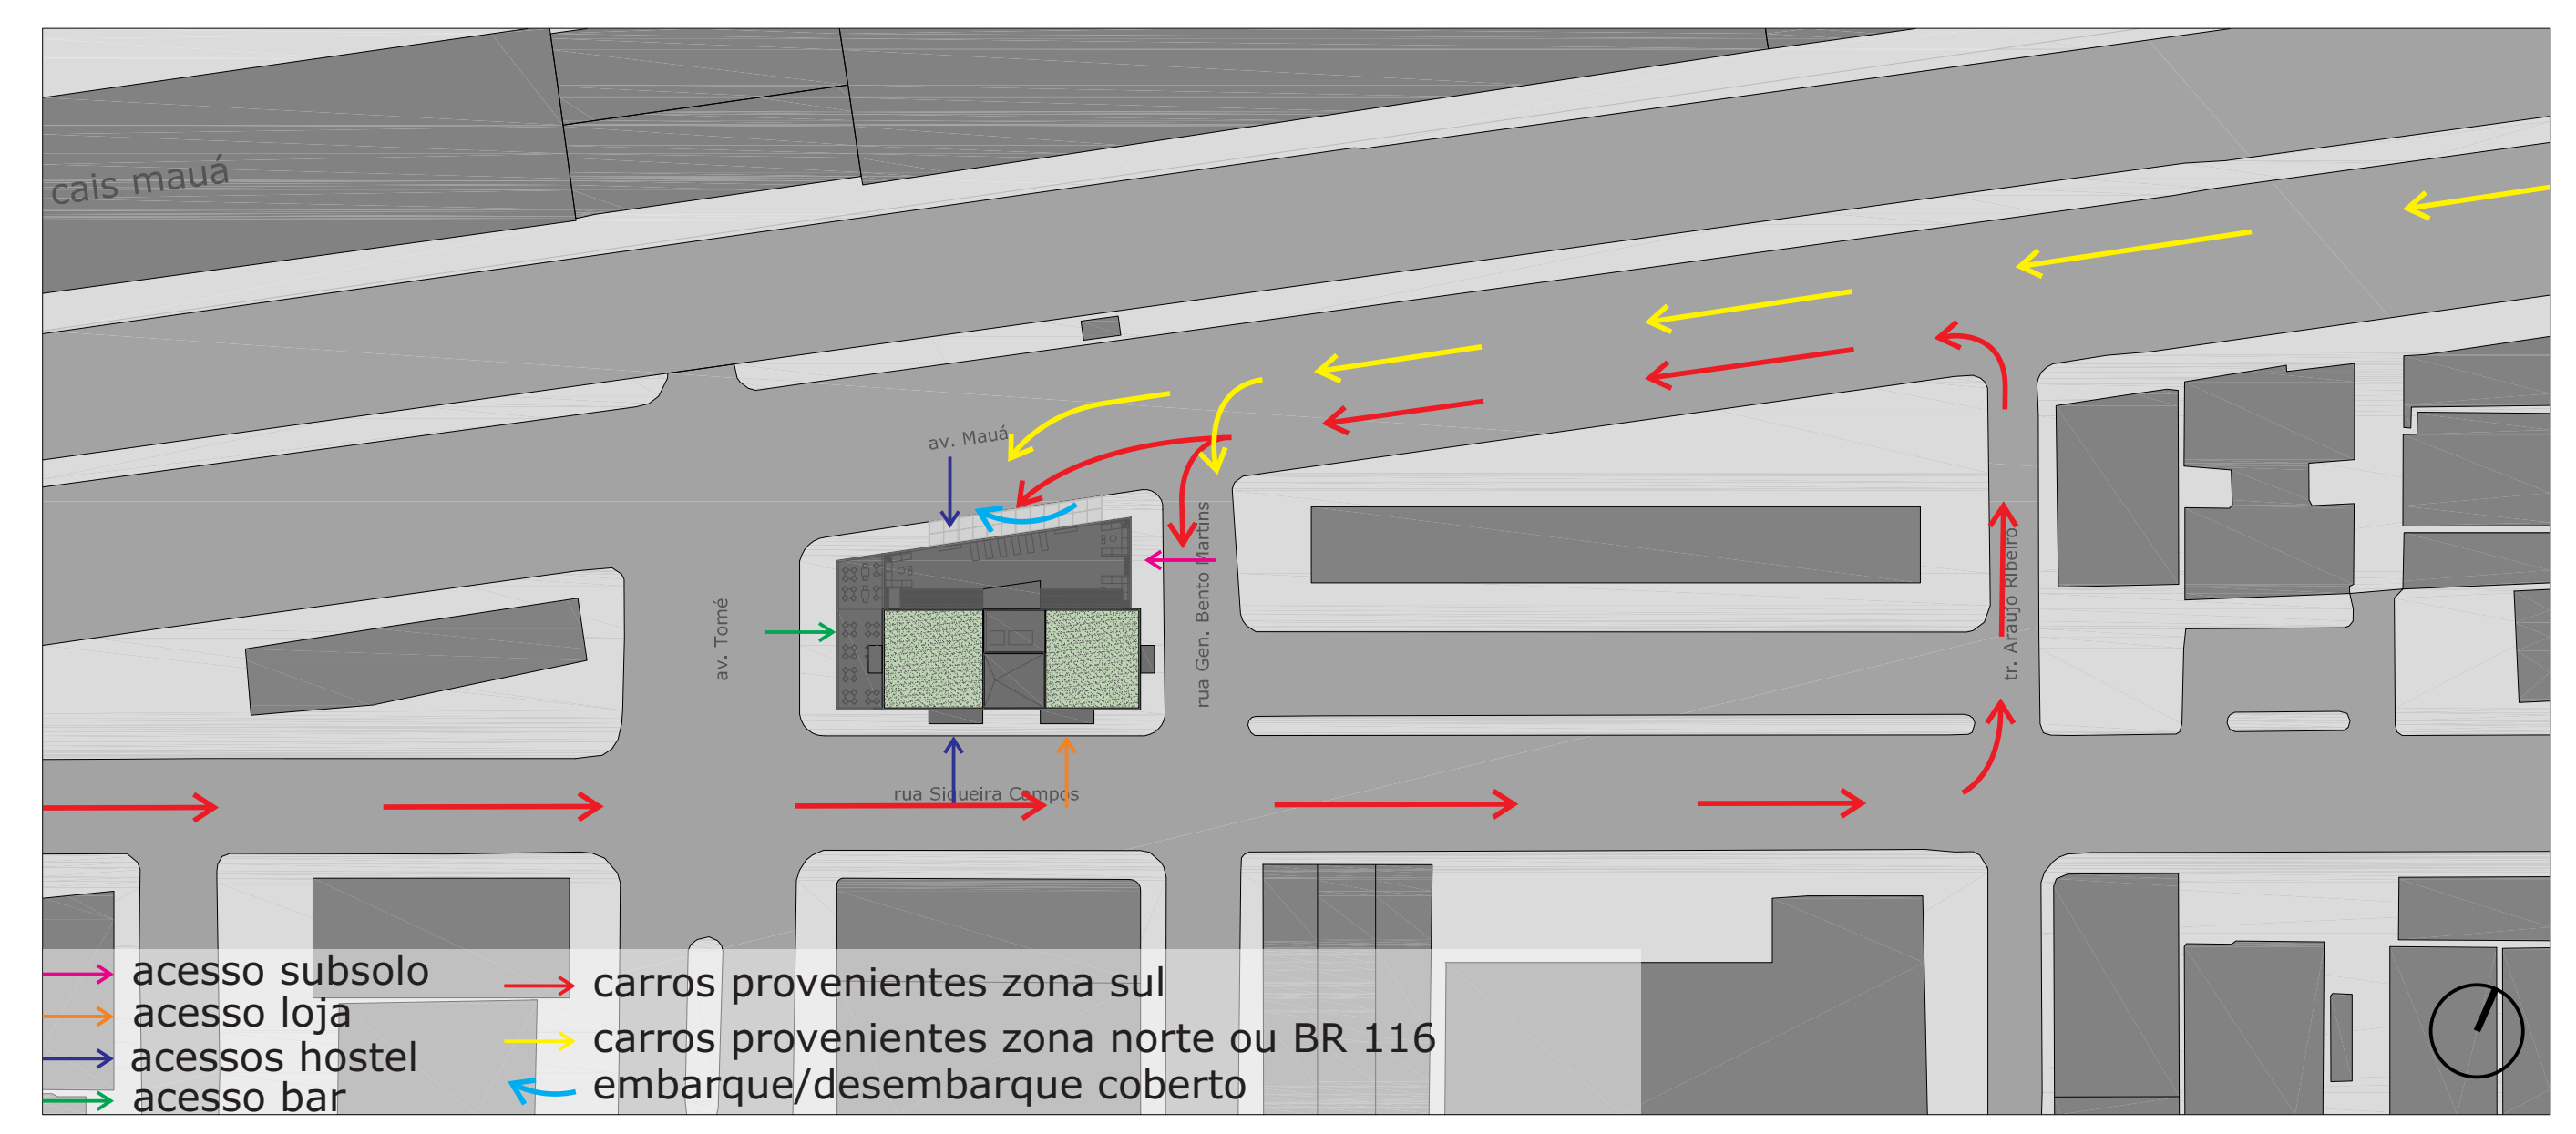 cais mauá
av. Mauá
av. Tomé
rua Gen. Bento Martins
tr. Araujo Ribeiro
rua Siqueira Campos
acesso subsolo
acesso loja
acessos hostel
acesso bar
carros provenientes zona sul
carros provenientes zona norte ou BR 116
embarque/desembarque coberto